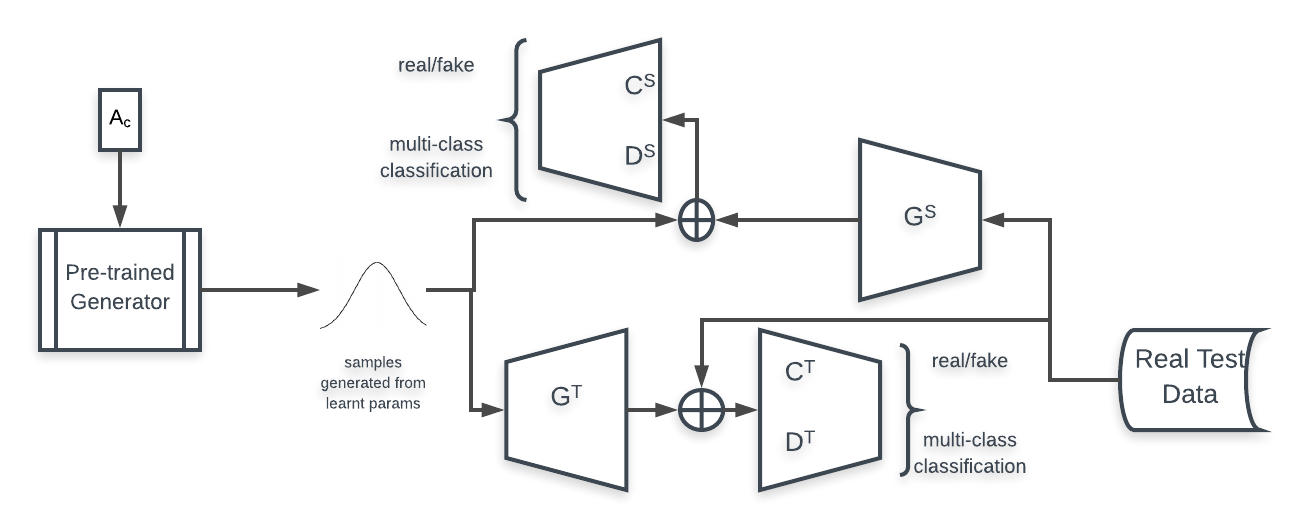 real/fake
C^S
A_c
multi-class
classification
D^S
G^S
Pre-trained
Generator
samples
generated from
learnt params
G^T
C^T
D^T
real/fake
multi-class
classification
Real Test
Data